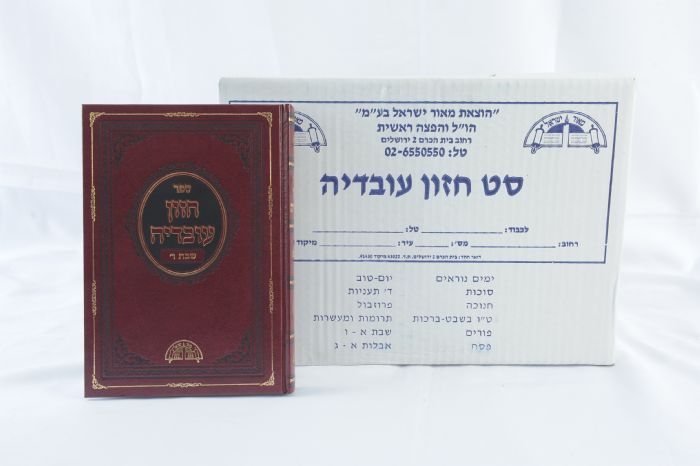 ספר
חזון
עובדיה
שבת ד'
"הוצאת מאור ישראל בע"מ"
הו"ל והפצה ראשית
רחוב בית הכרם 2 ירושלים
טל: 02-6550550
סט חזון עובדיה
לכבוד: טל:
רחוב: מס': עיר: מיקוד
מאור ישראל
ימים נוראים
סוכות
חנוכה
ט"ו בשבט-ברכות
פורים
פסח
יום-טוב
ד' תעניות
פרוזבול
תרומות ומעשרות
שבת א - ו
אבלות א - ג